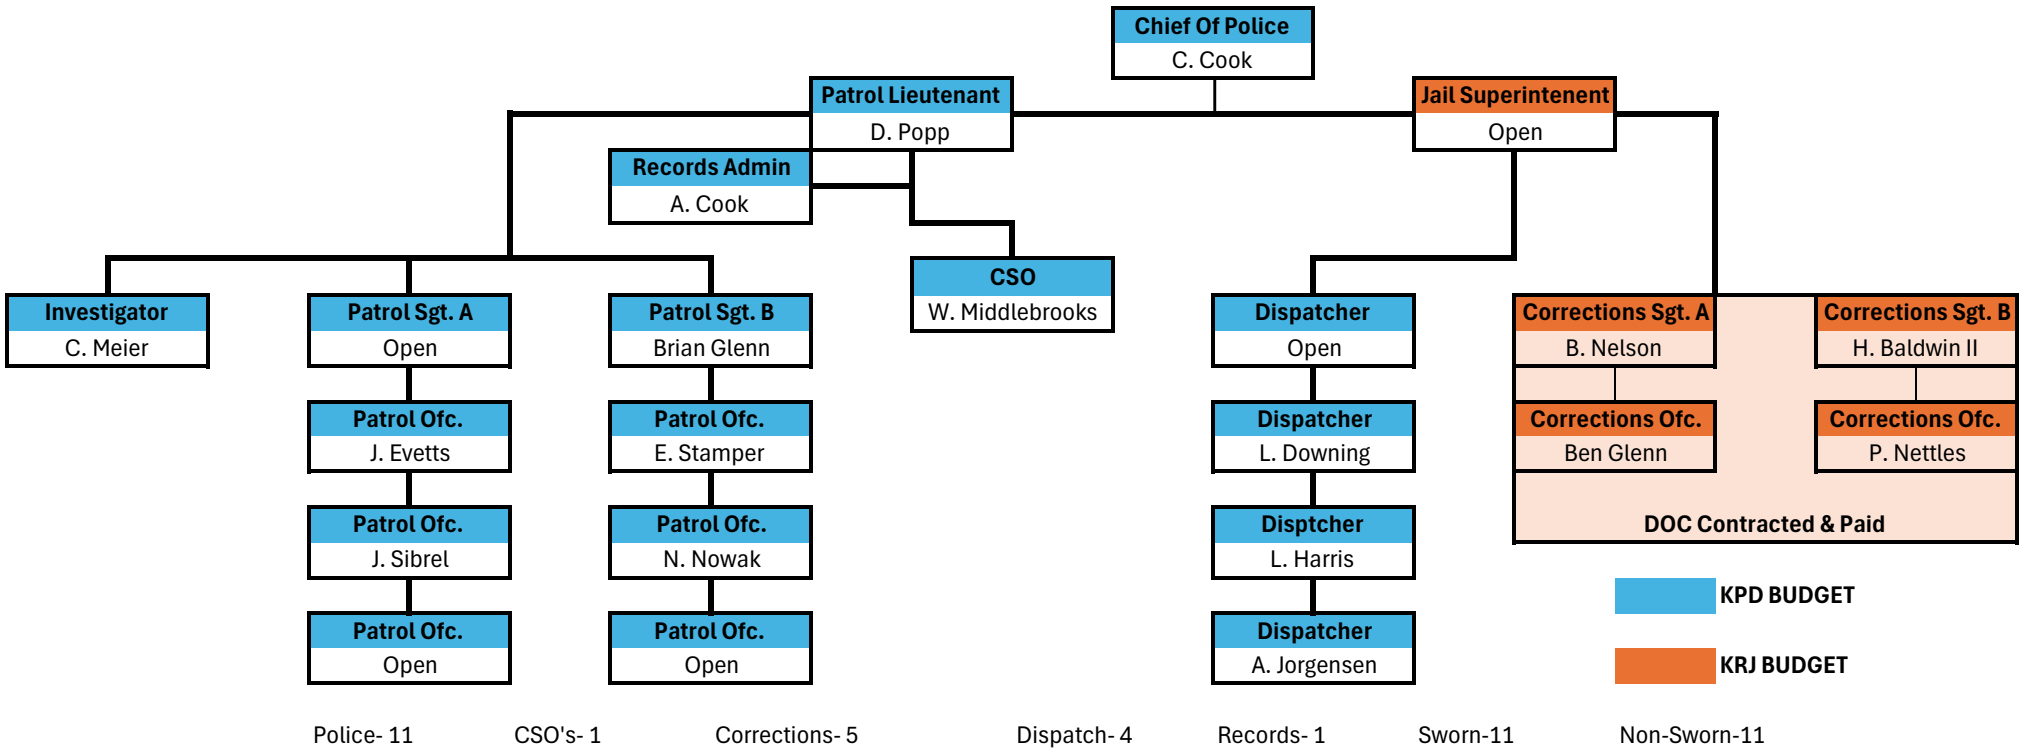 Chief Of Police
C. Cook
Patrol Lieutenant
D. Popp
Jail Superintenent
Open
Records Admin
A. Cook
CSO
W. Middlebrooks
Investigator
C. Meier
Patrol Sgt. A
Open
Patrol Sgt. B
Brian Glenn
Dispatcher
Open
Corrections Sgt. A
B. Nelson
Corrections Sgt. B
H. Baldwin II
Patrol Ofc.
J. Evetts
Patrol Ofc.
E. Stamper
Dispatcher
L. Downing
Corrections Ofc.
Ben Glenn
Corrections Ofc.
P. Nettles
Patrol Ofc.
J. Sibrel
Patrol Ofc.
N. Nowak
Disptcher
L. Harris
DOC Contracted & Paid
Patrol Ofc.
Open
Patrol Ofc.
Open
Dispatcher
A. Jorgensen
KPD BUDGET
KRJ BUDGET
Police- 11 CSO's- 1 Corrections- 5 Dispatch- 4 Records- 1 Sworn-11 Non-Sworn-11